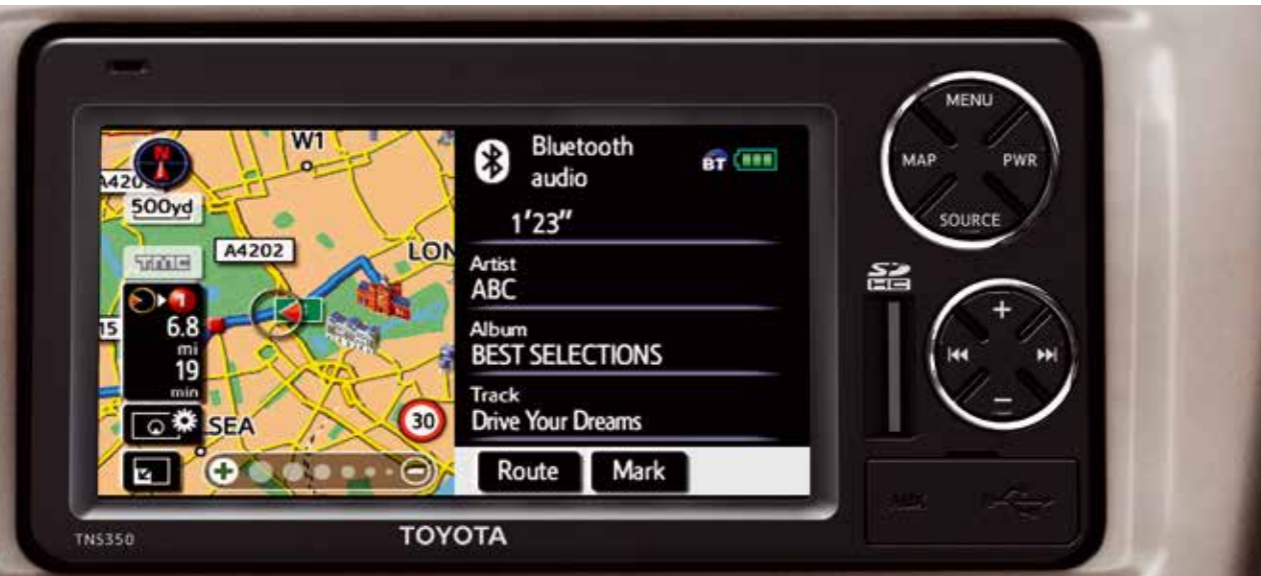 W1
A420
500yd
A4202
LON
TMC
15
6.8
mi
19
min
SEA
30
Bluetooth
audio
BT
1'23"
Artist
ABC
Album
BEST SELECTIONS
Track
Drive Your Dreams
Route Mark
TNS350
TOYOTA
MENU
MAP PWR
SOURCE
SD
HC
+
−
AUX